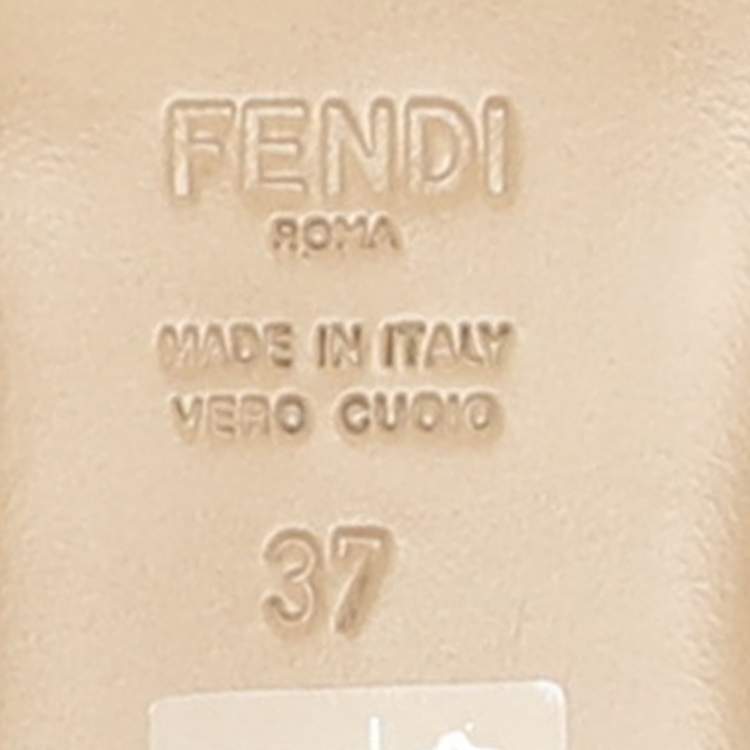 FENDI
ROMA
MADE IN ITALY
VERO CUOIO
37